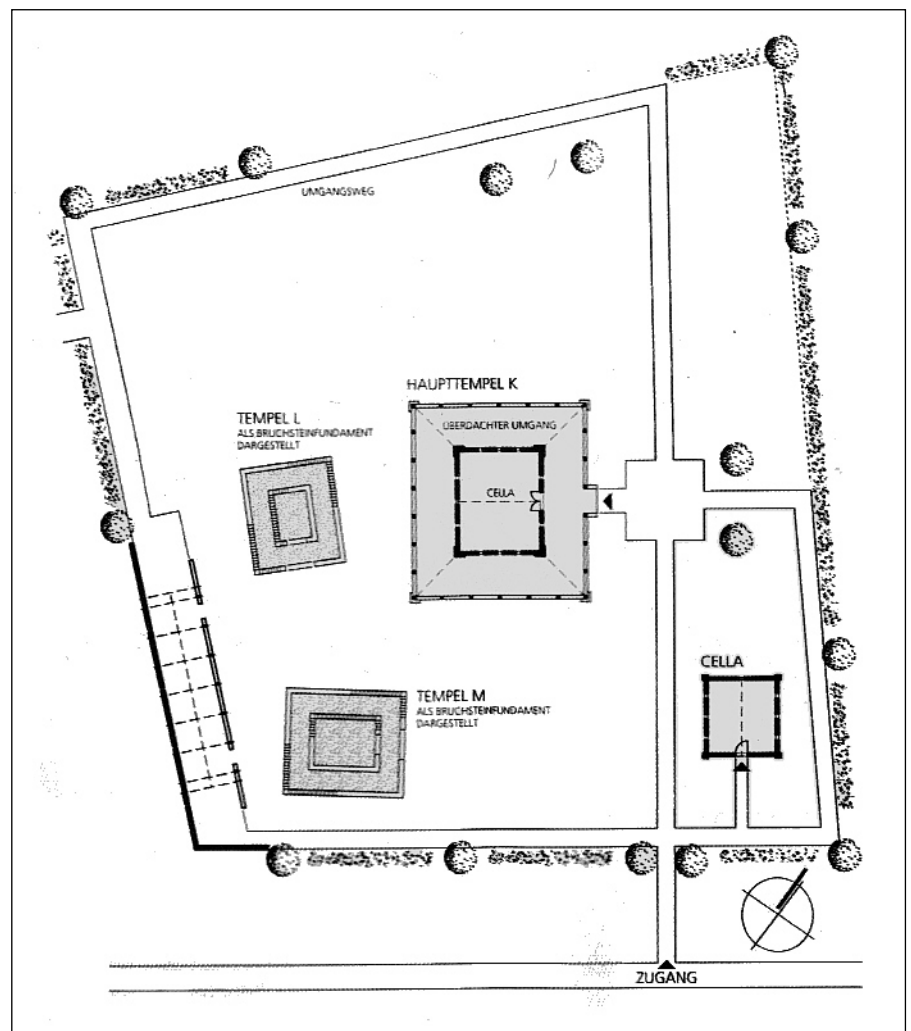 UMGANGSWEG
HAUPTTEMPEL K
TEMPEL L
ALS BRUCHSTEINFUNDAMENT
DARGESTELLT
ÜBERDACHTER UMGANG
CELLA
CELLA
TEMPEL M
ALS BRUCHSTEINFUNDAMENT
DARGESTELLT
ZUGANG